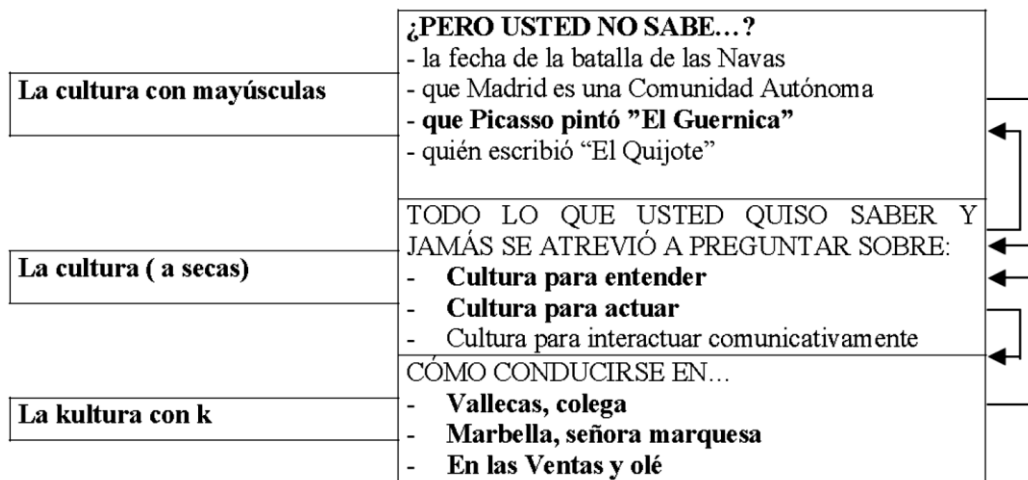 ¿PERO USTED NO SABE…?
- la fecha de la batalla de las Navas
La cultura con mayúsculas
- que Madrid es una Comunidad Autónoma
- que Picasso pintó ”El Guernica”
- quién escribió “El Quijote”
TODO LO QUE USTED QUISO SABER Y
JAMÁS SE ATREVIÓ A PREGUNTAR SOBRE:
La cultura ( a secas)
- Cultura para entender
- Cultura para actuar
- Cultura para interactuar comunicativamente
CÓMO CONDUCIRSE EN…
La kultura con k
- Vallecas, colega
- Marbella, señora marquesa
- En las Ventas y olé